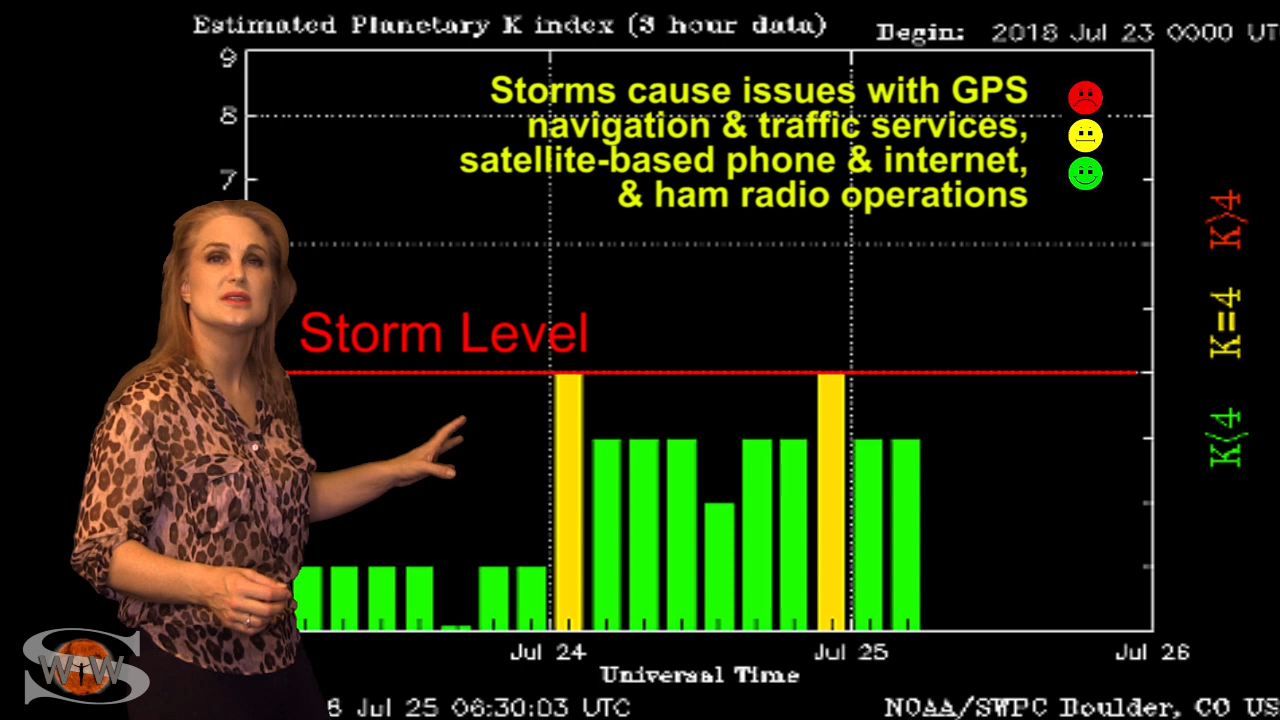 Estimated Planetary K index (3 hour data)
Begin: 2018 Jul 23 0000 UT
9
8
7
Storms cause issues with GPS
navigation & traffic services,
satellite-based phone & internet,
& ham radio operations
K>4
K=4
K<4
Storm Level
Jul 24
Jul 25
Jul 26
Universal Time
8 Jul 25 06:30:03 UTC
NOAA/SWPC Boulder, CO US
S
WTW